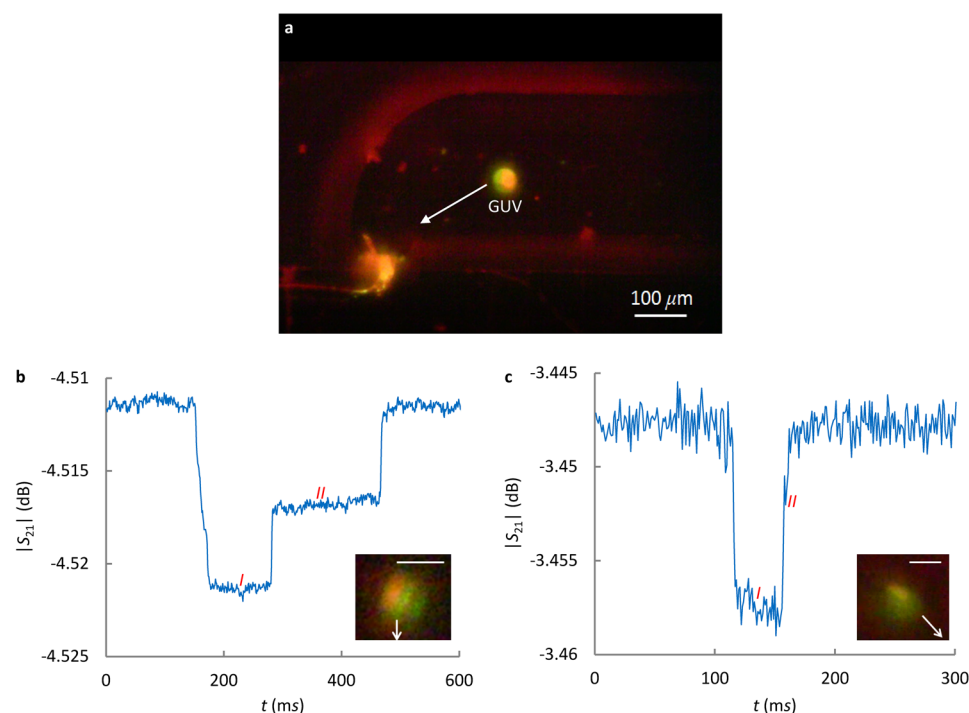 a
GUV
100 μm
b
-4.51
-4.515
-4.52
-4.525
|S21| (dB)
I
II
0
200
400
600
t (ms)
c
-3.445
-3.45
-3.455
-3.46
|S21| (dB)
I
II
0
100
200
300
t (ms)